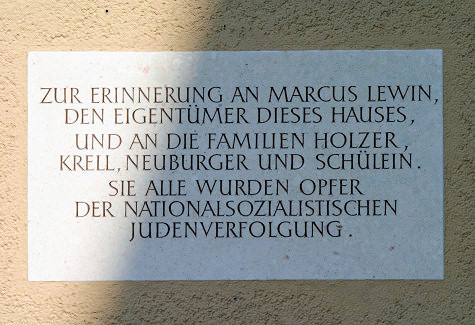 ZUR ERINNERUNG AN MARCUS LEWIN,
DEN EIGENTÜMER DIESES HAUSES,
UND AN DIE FAMILIEN HOLZER,
KRELL, NEUBURGER UND SCHÜLEIN.
SIE ALLE WURDEN OPFER
DER NATIONALSOZIALISTISCHEN
JUDENVERFOLGUNG.